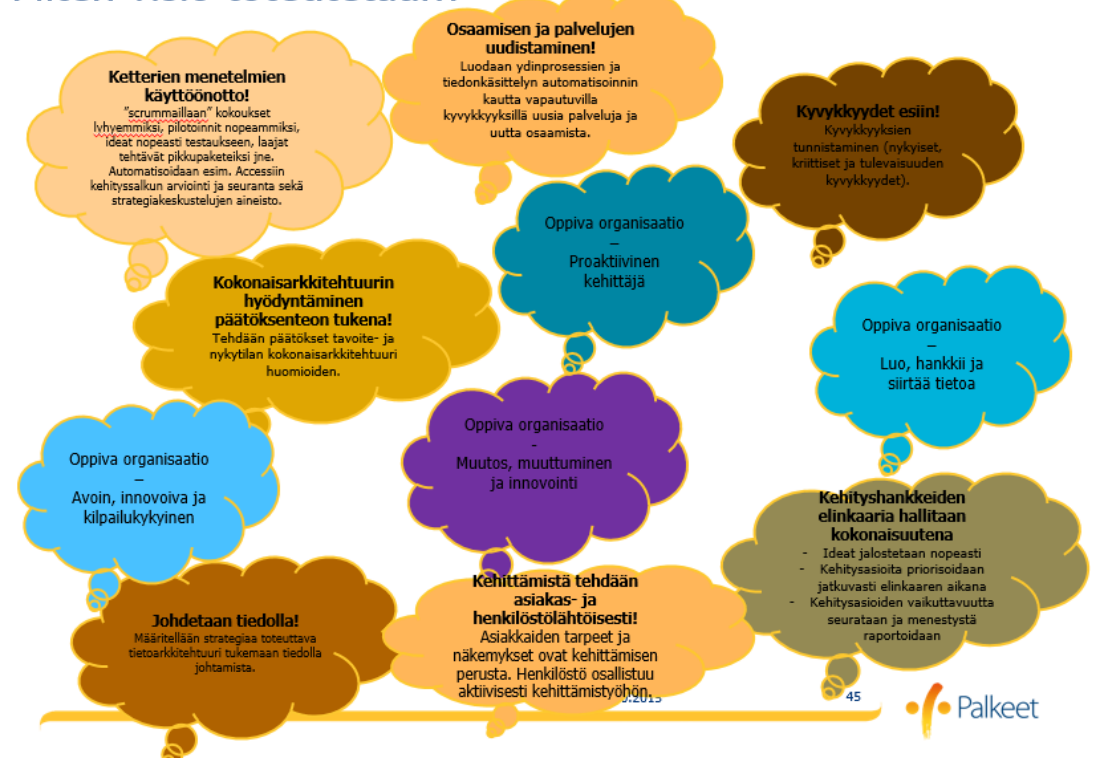 Osaamisen ja palvelujen
uudistaminen!
Luodaan ydinprosessien ja
tiedonkäsittelyn automatisoinnin
kautta vapautuvilla
kyvykkyyksillä uusia palveluja ja
uutta osaamista.
Ketterien menetelmien
käyttöönotto!
”scrummaillaan” kokoukset
lyhyemmiksi, pilotoinnit nopeammiksi,
ideat nopeasti testaukseen, laajat
tehtävät pikkupaketeiksi jne.
Automatisoidaan esim. Accessiin
kehityssalkun arviointi ja seuranta sekä
strategiakeskustelujen aineisto.
Kyvykkyydet esiin!
Kyvykkyyksien
tunnistaminen (nykyiset,
kriittiset ja tulevaisuuden
kyvykkyydet).
Oppiva organisaatio
–
Proaktiivinen
kehittäjä
Kokonaisarkkitehtuurin
hyödyntäminen
päätöksenteon tukena!
Tehdään päätökset tavoite- ja
nykytilan kokonaisarkkitehtuuri
huomioiden.
Oppiva organisaatio
–
Luo, hankkii ja
siirtää tietoa
Oppiva organisaatio
–
Avoin, innovoiva ja
kilpailukykyinen
Oppiva organisaatio
-
Muutos, muuttuminen
ja innovointi
Kehityshankkeiden
elinkaaria hallitaan
kokonaisuutena
- Ideat jalostetaan nopeasti
- Kehitysasioita priorisoidaan
jatkuvasti elinkaaren aikana
- Kehitysasioiden vaikuttavuutta
seurataan ja menestystä
raportoidaan
Johdetaan tiedolla!
Määritellään strategiaa toteuttava
tietoarkkitehtuuri tukemaan tiedolla
johtamista.
Kehittämistä tehdään
asiakas- ja
henkilöstölähtöisesti!
Asiakkaiden tarpeet ja
näkemykset ovat kehittämisen
perusta. Henkilöstö osallistuu
aktiivisesti kehittämistyöhön.
45
Palkeet